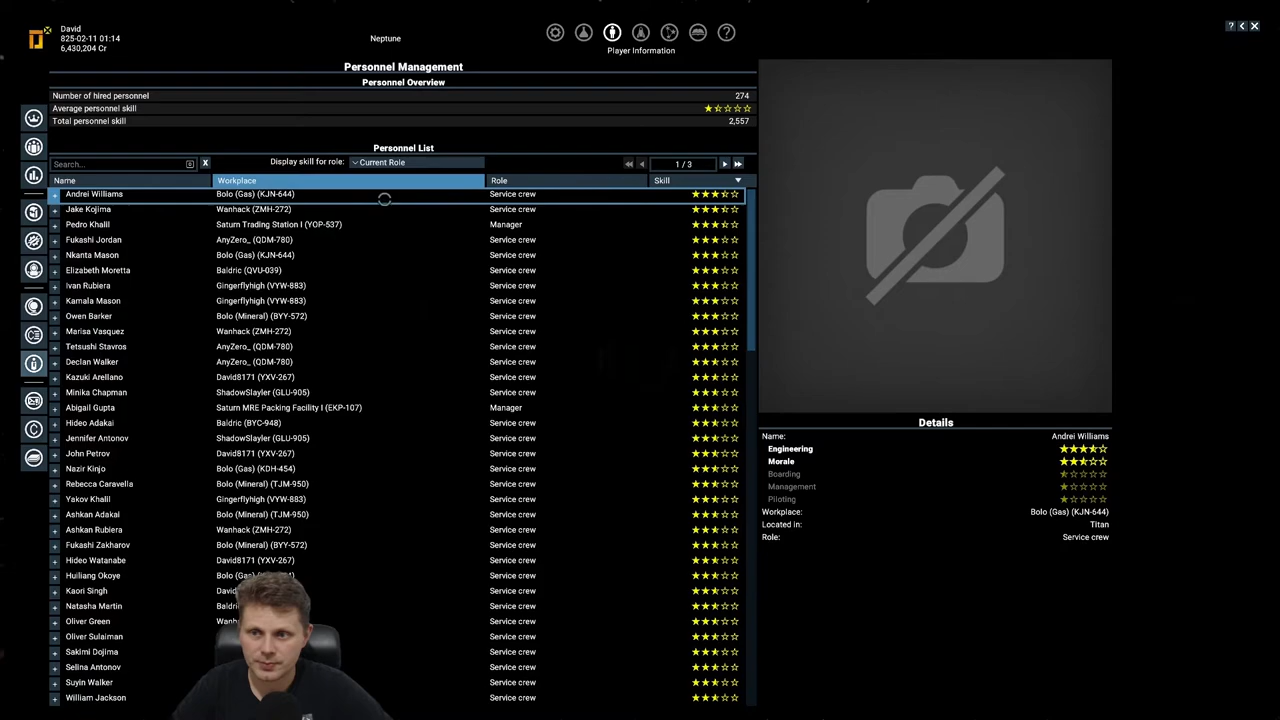 David
825-02-11 01:14
6,430,204 Cr
Neptune
Player Information
? < X
Personnel Management
Personnel Overview
Number of hired personnel 274
Average personnel skill
Total personnel skill 2,557
Personnel List
Search... x Display skill for role: Current Role 1 / 3
Name Workplace Role Skill
Andrei Williams Bolo (Gas) (KJN-644) Service crew
Jake Kojima Wanhack (ZMH-272) Service crew
Pedro Khalil Saturn Trading Station I (YOP-537) Manager
Fukashi Jordan AnyZero_ (QDM-780) Service crew
Nkanta Mason Bolo (Gas) (KJN-644) Service crew
Elizabeth Moretta Baldric (QVU-039) Service crew
Ivan Rubiera Gingerflyhigh (VYW-883) Service crew
Kamala Mason Gingerflyhigh (VYW-883) Service crew
Owen Barker Bolo (Mineral) (BYY-572) Service crew
Marisa Vasquez Wanhack (ZMH-272) Service crew
Tetsushi Stavros AnyZero_ (QDM-780) Service crew
Declan Walker AnyZero_ (QDM-780) Service crew
Kazuki Arellano David8171 (YXV-267) Service crew
Minika Chapman ShadowSlayler (GLU-905) Service crew
Abigail Gupta Saturn MRE Packing Facility I (EKP-107) Manager
Hideo Adakai Baldric (BYC-948) Service crew
Jennifer Antonov ShadowSlayler (GLU-905) Service crew
John Petrov David8171 (YXV-267) Service crew
Nazir Kinjo Bolo (Gas) (KDH-454) Service crew
Rebecca Caravella Bolo (Mineral) (TJM-950) Service crew
Yakov Khalil Gingerflyhigh (VYW-883) Service crew
Ashkan Adakai Bolo (Mineral) (TJM-950) Service crew
Ashkan Rubiera Wanhack (ZMH-272) Service crew
Fukashi Zakharov Bolo (Mineral) (BYY-572) Service crew
Hideo Watanabe David8171 (YXV-267) Service crew
Huiliang Okoye Bolo (Gas) Service crew
Kaori Singh Service crew
Natasha Martin Service crew
Oliver Green Service crew
Oliver Sulaiman Service crew
Sakimi Dojima Service crew
Selina Antonov Service crew
Suyin Walker Service crew
William Jackson Service crew
Details
Name: Andrei Williams
Engineering
Morale
Boarding
Management
Piloting
Workplace: Bolo (Gas) (KJN-644)
Located in: Titan
Role: Service crew